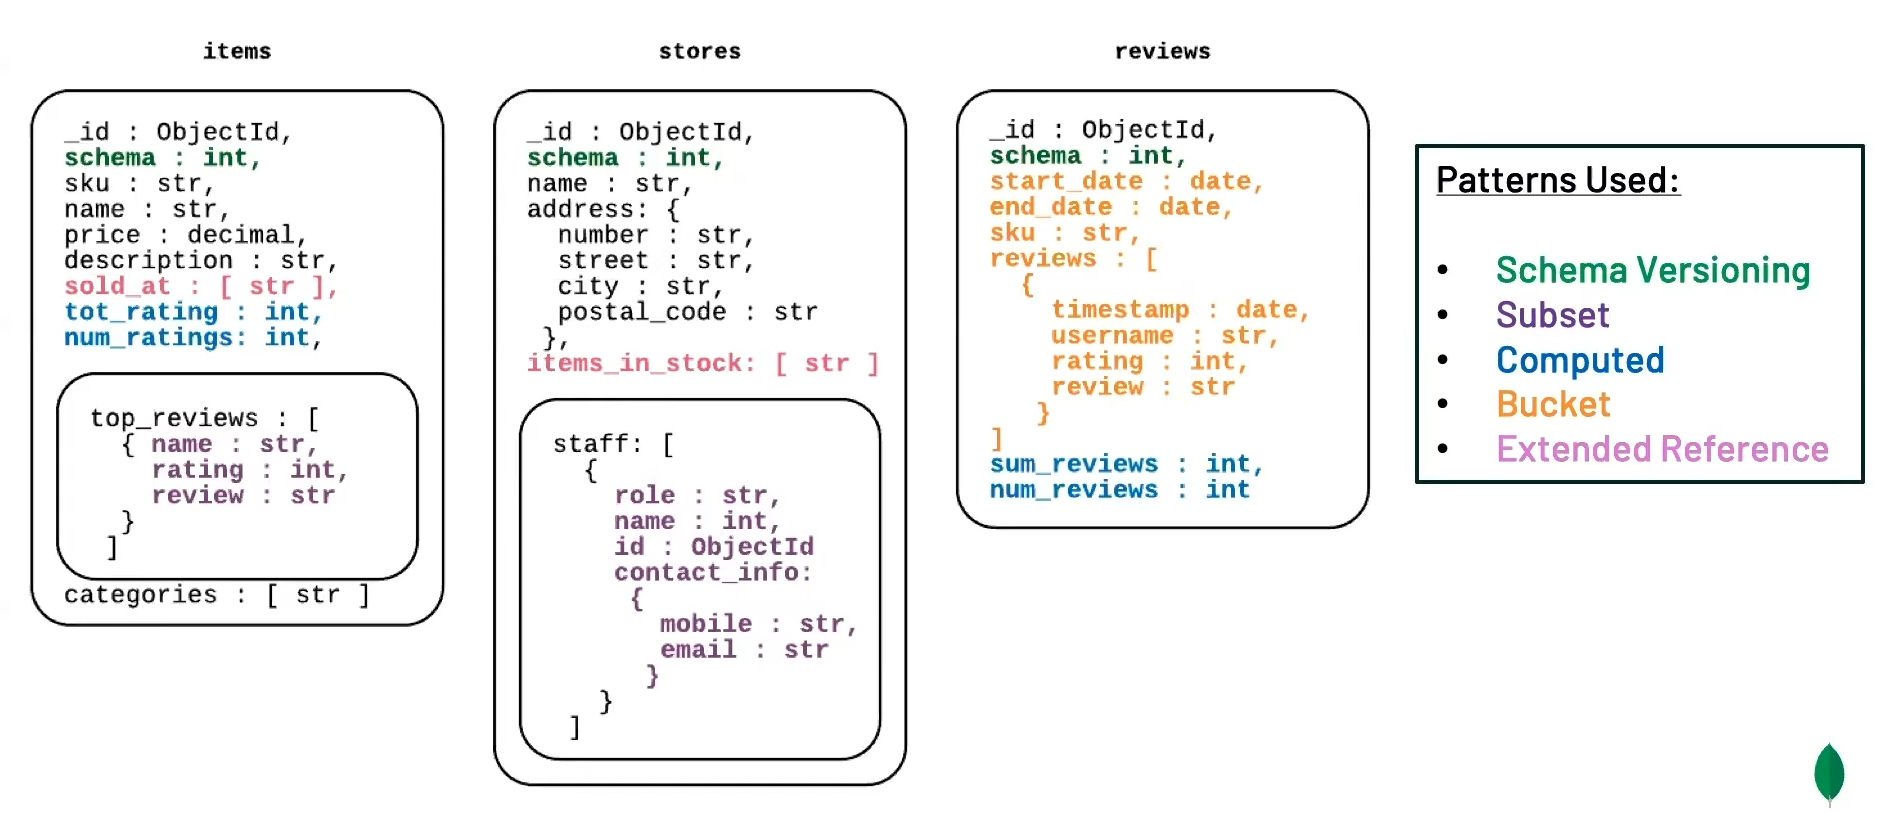 items
_id : ObjectId,
schema : int,
sku : str,
name : str,
price : decimal,
description : str,
sold_at : [ str ],
tot_rating : int,
num_ratings: int,
top_reviews : [
{ name : str,
rating : int,
review : str
}
]
categories : [ str ]
stores
_id : ObjectId,
schema : int,
name : str,
address: {
number : str,
street : str,
city : str,
postal_code : str
},
items_in_stock: [ str ]
staff: [
{
role : str,
name : int,
id : ObjectId
contact_info:
{
mobile : str,
email : str
}
}
]
reviews
_id : ObjectId,
schema : int,
start_date : date,
end_date : date,
sku : str,
reviews : [
{
timestamp : date,
username : str,
rating : int,
review : str
}
]
sum_reviews : int,
num_reviews : int
Patterns Used:
• Schema Versioning
• Subset
• Computed
• Bucket
• Extended Reference